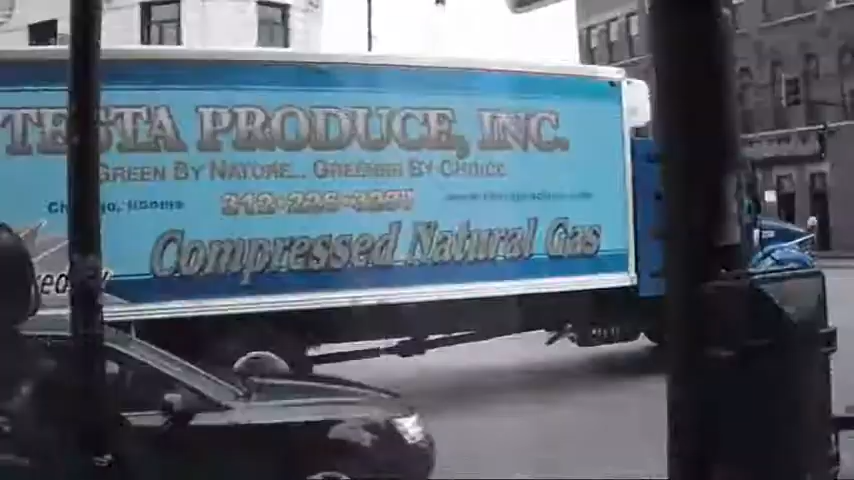 TESTA PRODUCE, INC.
GREEN BY NATURE... GREENER BY CHOICE
Chicago, Illinois
Compressed Natural Gas